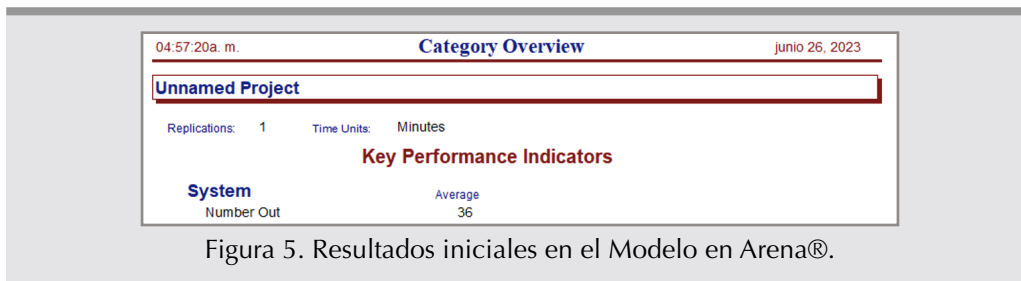 04:57:20a. m. Category Overview junio 26, 2023
Unnamed Project
Replications: 1 Time Units: Minutes
Key Performance Indicators
System Average
Number Out 36
Figura 5. Resultados iniciales en el Modelo en Arena®.